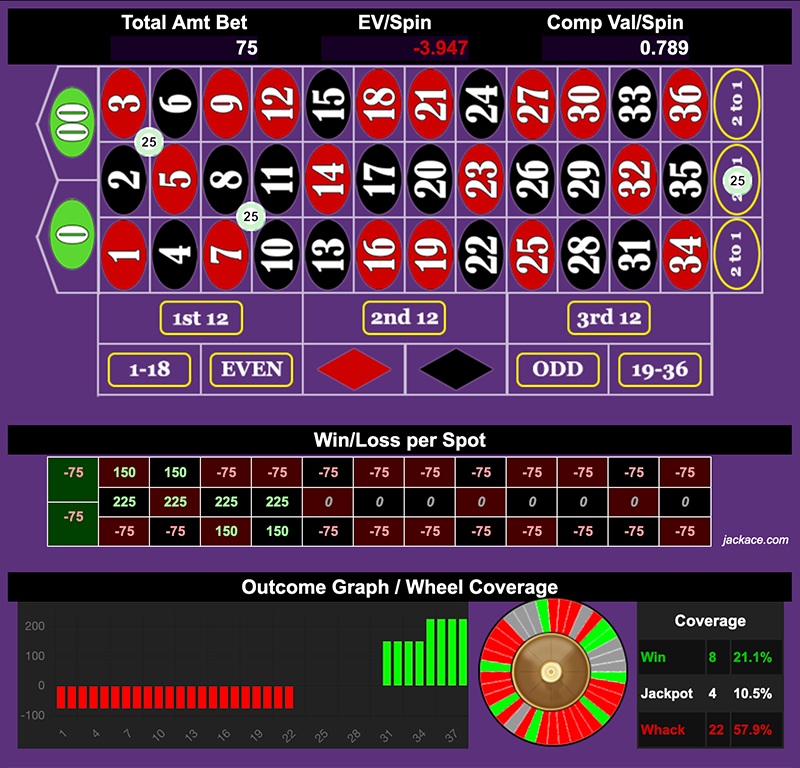 Total Amt Bet EV/Spin Comp Val/Spin
75 -3.947 0.789
00 3 6 9 12 15 18 21 24 27 30 33 36 2 to 1
25
2 5 8 11 14 17 20 23 26 29 32 35 25
25
0 1 4 7 10 13 16 19 22 25 28 31 34 2 to 1
1st 12 2nd 12 3rd 12
1-18 EVEN ODD 19-36
Win/Loss per Spot
-75 150 150 -75 -75 -75 -75 -75 -75 -75 -75 -75 -75
225 225 225 225 0 0 0 0 0 0 0 0
-75 -75 -75 150 150 -75 -75 -75 -75 -75 -75 -75 -75
jackace.com
Outcome Graph / Wheel Coverage
200
100
0
-100
1 4 7 10 13 16 19 22 25 28 31 34 37
Coverage
Win 8 21.1%
Jackpot 4 10.5%
Whack 22 57.9%